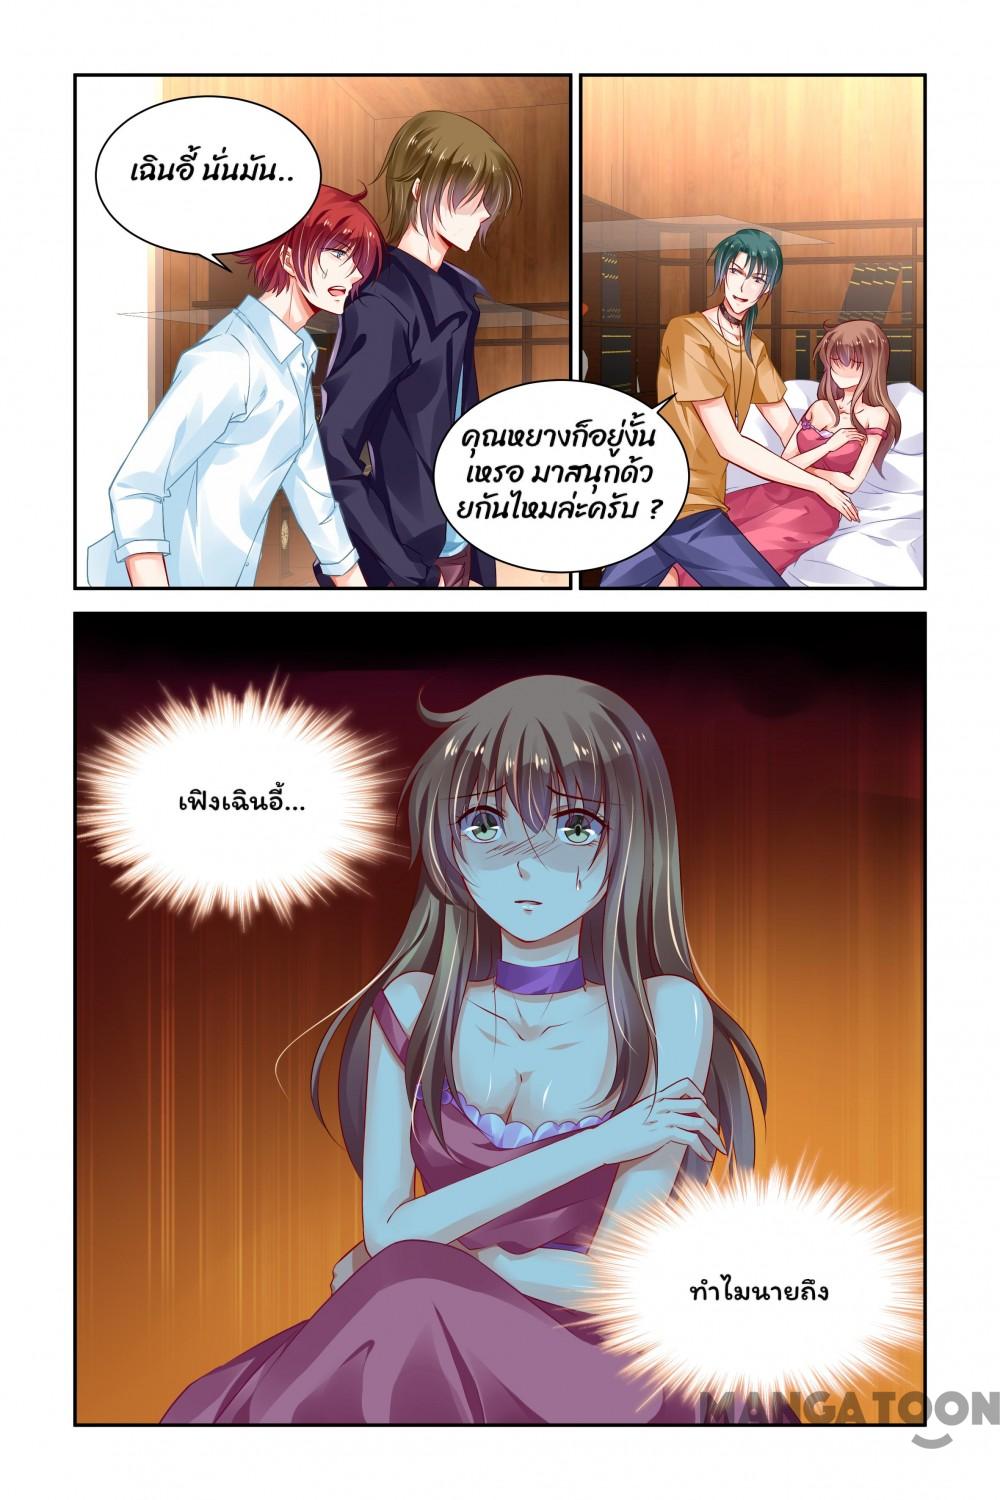 เฉินอี้ นั่นมัน..
คุณหยางก็อยู่งั้น
เหรอ มาสนุกด้ว
ยกันไหมล่ะครับ ?
เฟิงเฉินอี้...
ทำไมนายถึง
MANGATOON